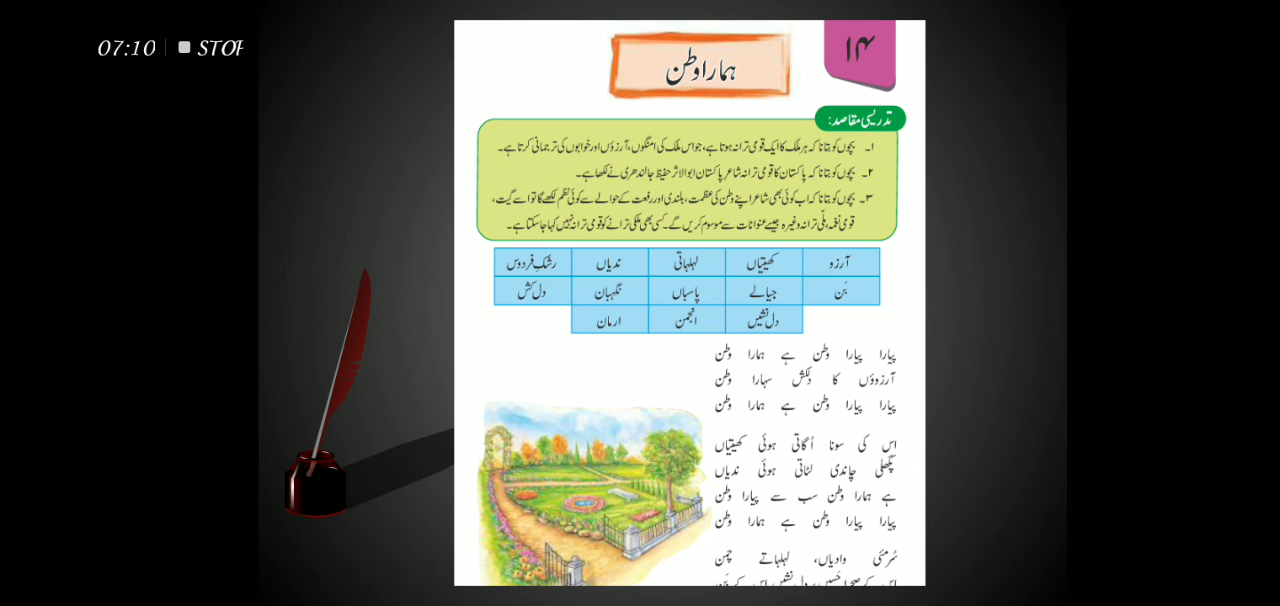 07:10 STOP
۱۴
ہمارا وطن
تدریسی مقاصد:
۱۔ بچوں کو بتانا کہ ہر ملک کا ایک قومی ترانہ ہوتا ہے، جو اس ملک کی امنگوں، آرزؤں اور خوابوں کی ترجمانی کرتا ہے۔
۲۔ بچوں کو بتانا کہ پاکستان کا قومی ترانہ شاعرِ پاکستان ابوالاثر حفیظ جالندھری نے لکھا ہے۔
۳۔ بچوں کو بتانا کہ اب کوئی بھی شاعر اپنے وطن کی عظمت، بلندی اور رفعت کے حوالے سے کوئی نظم لکھے گا تو اسے گیت،
قومی نغمہ، ملّی ترانہ وغیرہ جیسے عنوانات سے موسوم کریں گے۔ کسی بھی ملکی ترانے کو قومی ترانہ نہیں کہا جا سکتا ہے۔
آرزو کھیتیاں لہلہاتی ندیاں رشکِ فردوس
بَن جیالے پاسباں نگہبان دل کش
دل نشیں انجمن ارمان
پیارا پیارا وطن ہے ہمارا وطن
آرزوؤں کا دلکش سہارا وطن
پیارا پیارا وطن ہے ہمارا وطن
اس کی سونا اُگاتی ہوئی کھیتیاں
پگھلی چاندی لٹاتی ہوئی ندیاں
ہے ہمارا وطن سب سے پیارا وطن
پیارا پیارا وطن ہے ہمارا وطن
سُرمئی وادیاں، لہلہاتے چمن